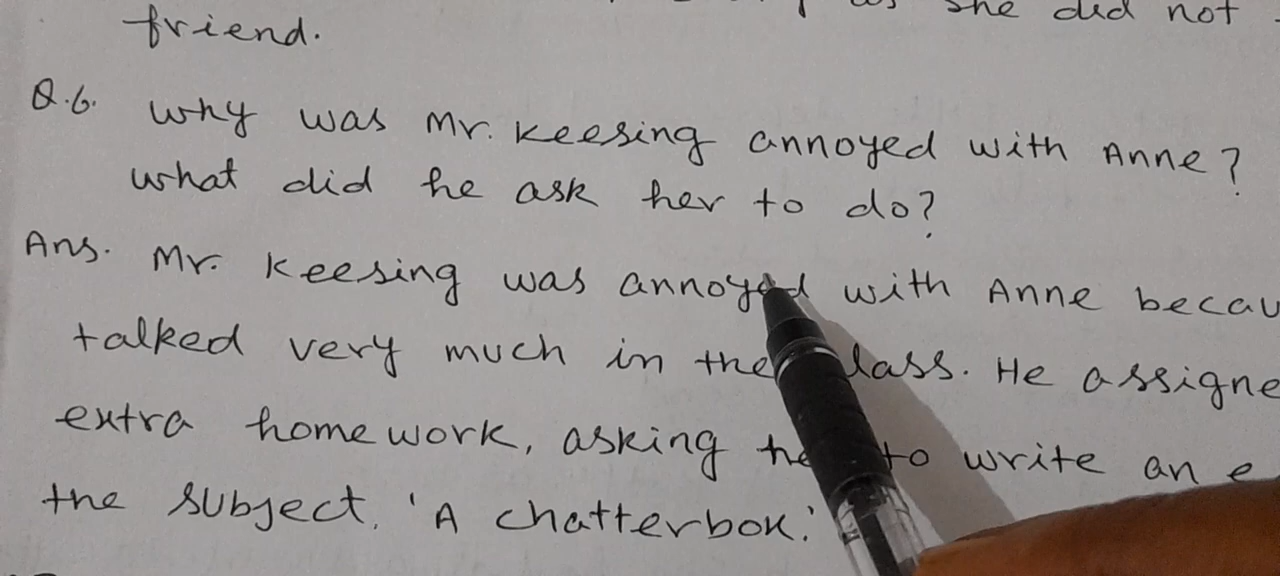 she did not
friend.
Q.6. Why was Mr. Keesing annoyed with Anne?
What did he ask her to do?
Ans. Mr. Keesing was annoyed with Anne becau
talked very much in the lass. He assigne
extra homework, asking he to write an e
the subject, 'A Chatterbox.'